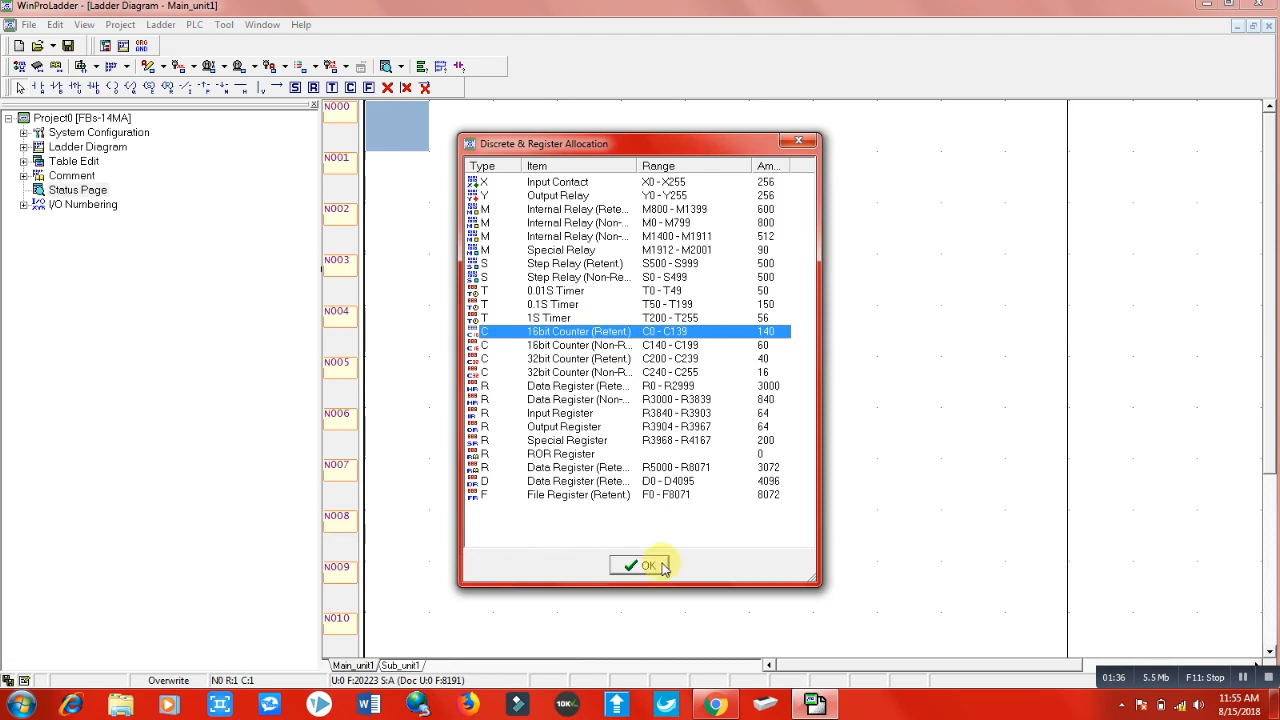 WinProLadder - [Ladder Diagram - Main_unit1]
File Edit View Project Ladder PLC Tool Window Help
S R T C F
Project0 [FBs-14MA]
System Configuration
Ladder Diagram
Table Edit
Comment
Status Page
I/O Numbering
N000
N001
N002
N003
N004
N005
N006
N007
N008
N009
N010
Discrete & Register Allocation
Type Item Range Am...
X Input Contact X0 - X255 256
Y Output Relay Y0 - Y255 256
M Internal Relay (Rete... M800 - M1399 600
M Internal Relay (Non-... M0 - M799 800
M Internal Relay (Non-... M1400 - M1911 512
M Special Relay M1912 - M2001 90
S Step Relay (Retent.) S500 - S999 500
S Step Relay (Non-Re... S0 - S499 500
T 0.01S Timer T0 - T49 50
T 0.1S Timer T50 - T199 150
T 1S Timer T200 - T255 56
C 16bit Counter (Retent.) C0 - C139 140
C 16bit Counter (Non-R... C140 - C199 60
C 32bit Counter (Retent.) C200 - C239 40
C 32bit Counter (Non-R... C240 - C255 16
R Data Register (Rete... R0 - R2999 3000
R Data Register (Non-... R3000 - R3839 840
R Input Register R3840 - R3903 64
R Output Register R3904 - R3967 64
R Special Register R3968 - R4167 200
R ROR Register 0
R Data Register (Rete... R5000 - R8071 3072
D Data Register (Rete... D0 - D4095 4096
F File Register (Retent.) F0 - F8071 8072
OK
Main_unit1 Sub_unit1
Overwrite N0 R:1 C:1 U:0 F:20223 S:A (Doc U:0 F:8191)
01:36 5.5 Mb F11: Stop
10K
11:55 AM
8/15/2018